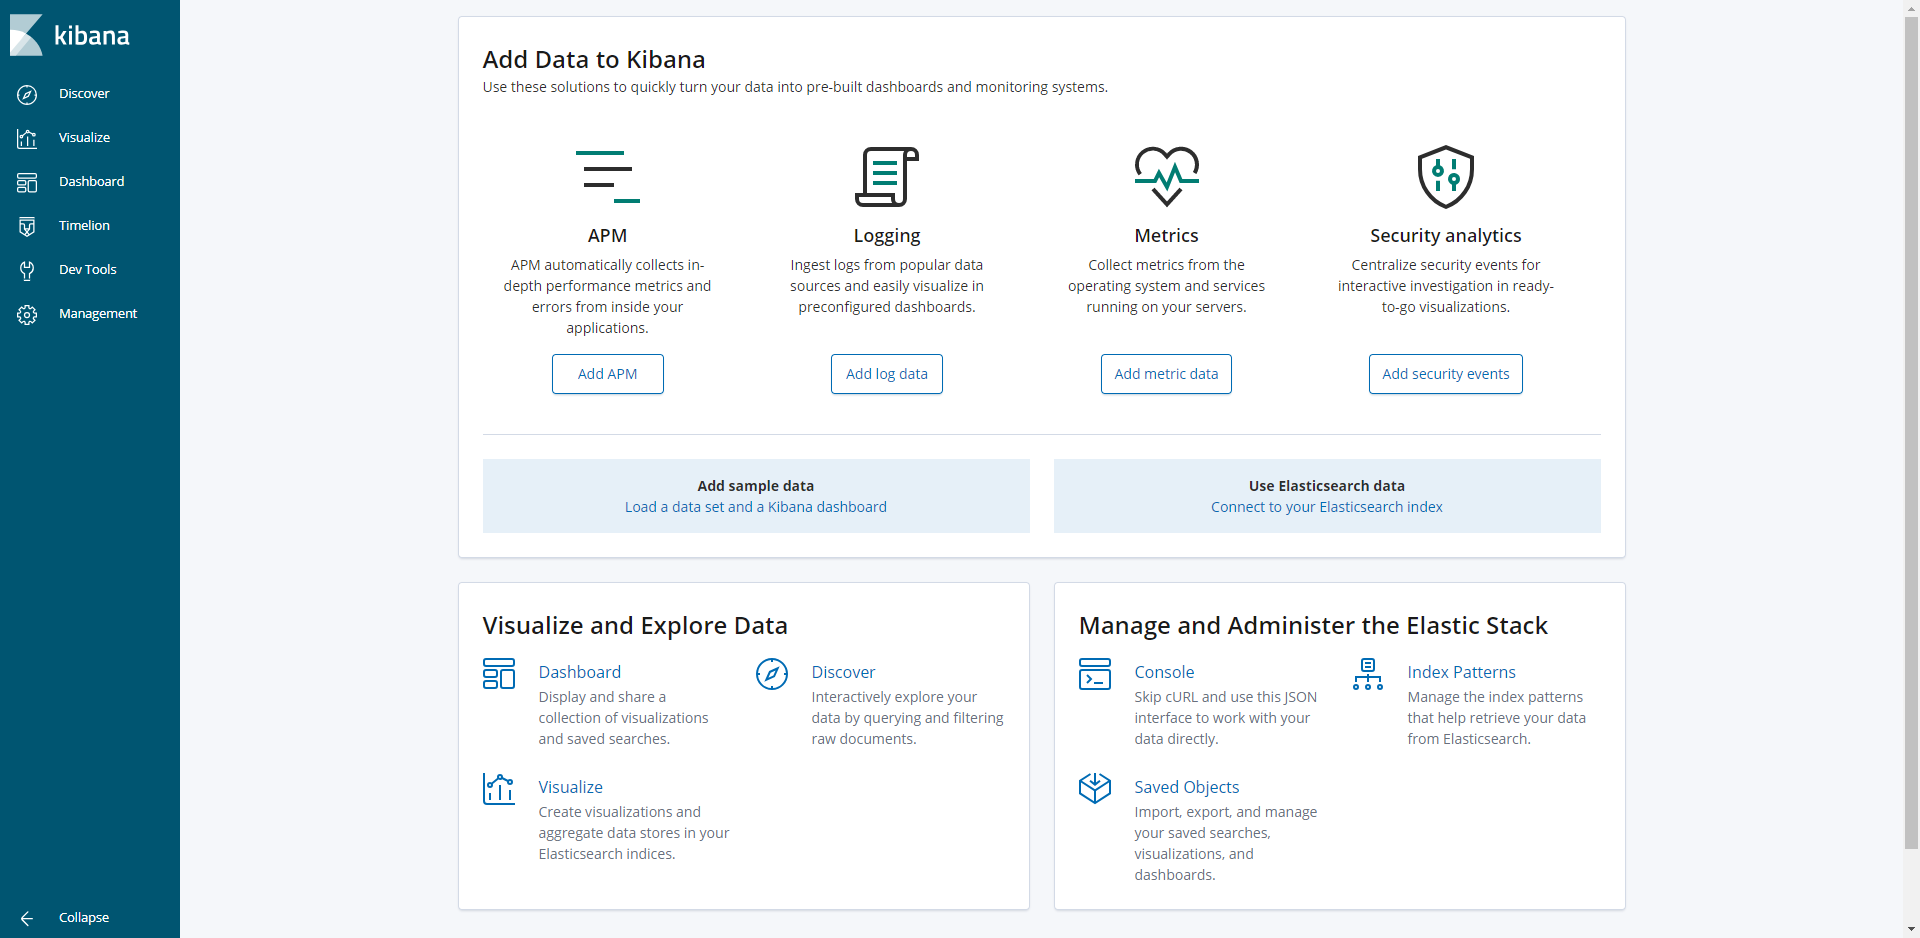 kibana
Discover
Visualize
Dashboard
Timelion
Dev Tools
Management
Collapse
Add Data to Kibana
Use these solutions to quickly turn your data into pre-built dashboards and monitoring systems.
APM
APM automatically collects in-
depth performance metrics and
errors from inside your
applications.
Add APM
Logging
Ingest logs from popular data
sources and easily visualize in
preconfigured dashboards.
Add log data
Metrics
Collect metrics from the
operating system and services
running on your servers.
Add metric data
Security analytics
Centralize security events for
interactive investigation in ready-
to-go visualizations.
Add security events
Add sample data
Load a data set and a Kibana dashboard
Use Elasticsearch data
Connect to your Elasticsearch index
Visualize and Explore Data
Dashboard
Display and share a
collection of visualizations
and saved searches.
Discover
Interactively explore your
data by querying and filtering
raw documents.
Visualize
Create visualizations and
aggregate data stores in your
Elasticsearch indices.
Manage and Administer the Elastic Stack
Console
Skip cURL and use this JSON
interface to work with your
data directly.
Index Patterns
Manage the index patterns
that help retrieve your data
from Elasticsearch.
Saved Objects
Import, export, and manage
your saved searches,
visualizations, and
dashboards.